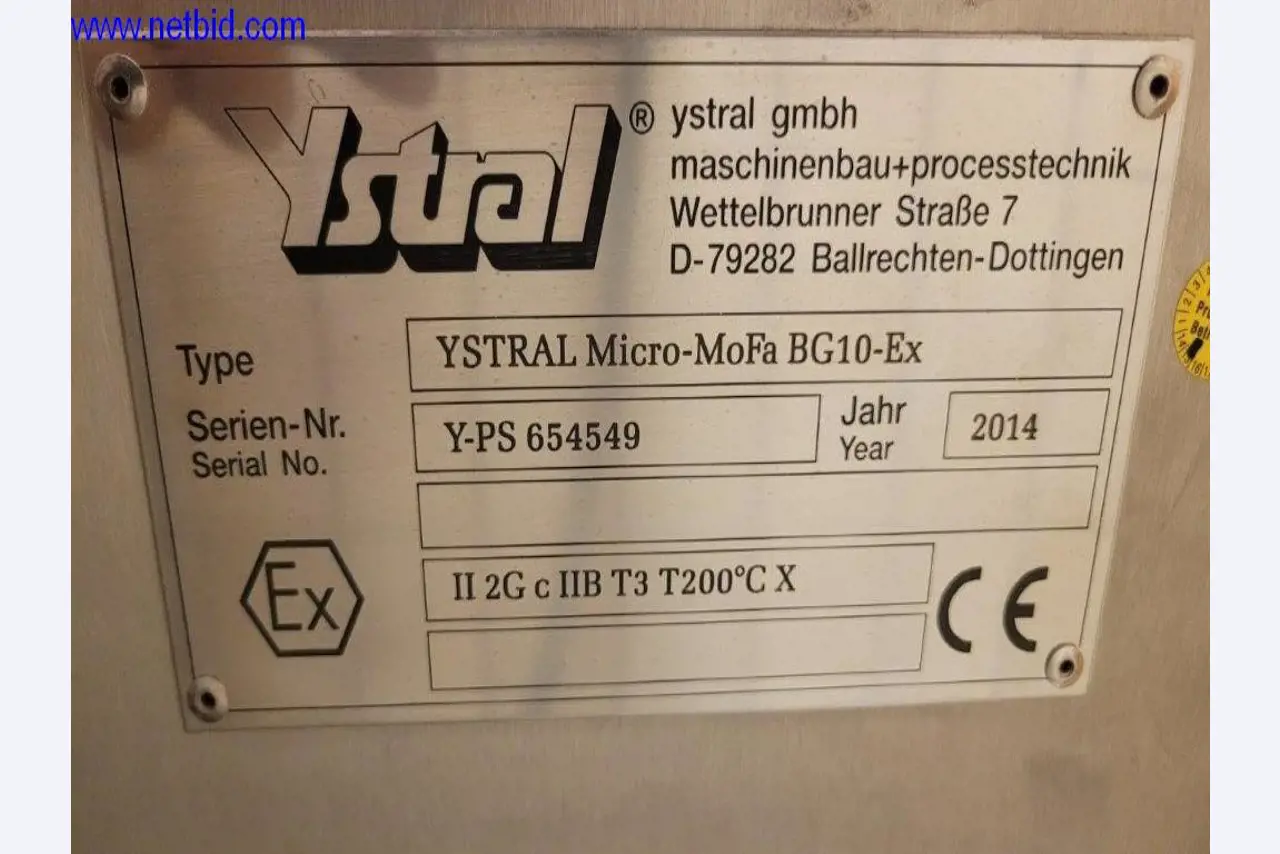 www.netbid.com
Ystral® ystral gmbh
maschinenbau+processtechnik
Wettelbrunner Straße 7
D-79282 Ballrechten-Dottingen
Type YSTRAL Micro-MoFa BG10-Ex
Serien-Nr. Y-PS 654549 Jahr 2014
Serial No. Year
Ex II 2G c IIB T3 T200°C X CE